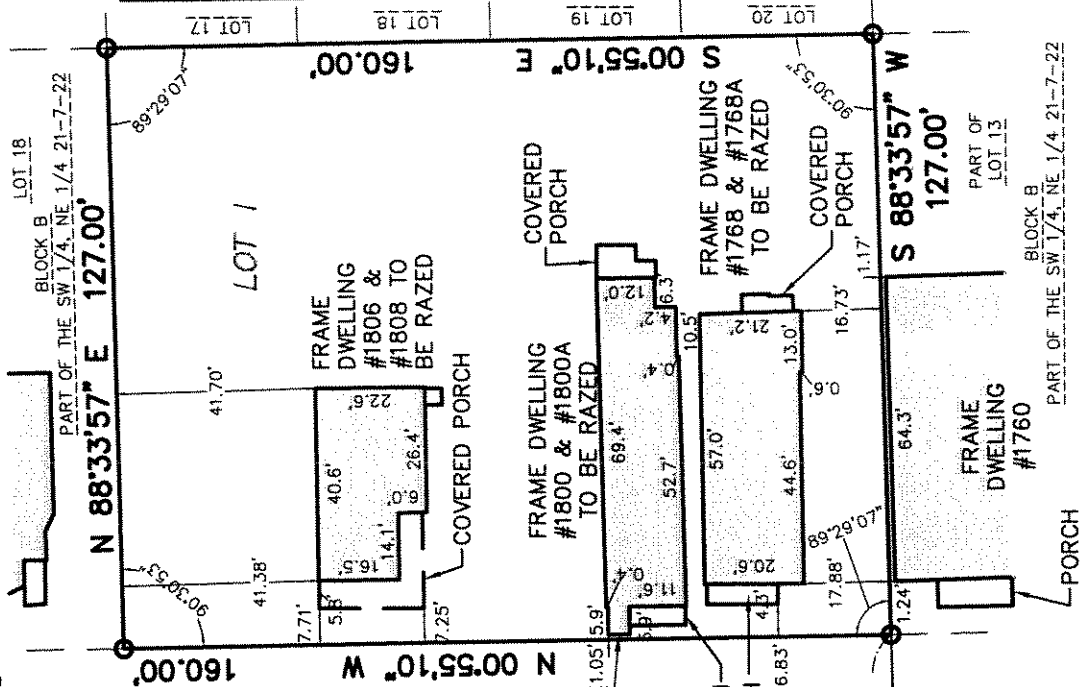 LOT 17
LOT 18
LOT 19
LOT 20
LOT 18
BLOCK B
PART OF THE SW 1/4, NE 1/4 21-7-22
N 88°33'57" E 127.00'
160.00'
S 00°55'10" E
89°29'07"
90°30'53"
LOT 1
41.70'
41.38'
90°30'53"
FRAME
DWELLING
#1806 &
#1808 TO
BE RAZED
22.6'
40.6'
26.4'
6.0'
14.1'
16.5'
7.71'
5.8'
7.25'
COVERED PORCH
COVERED
PORCH
FRAME DWELLING
#1800 & #1800A
TO BE RAZED
69.4'
12.0'
6.3'
4.2'
0.4'
52.7'
11.6'
0.4'
5.9'
1.05'
5.9'
10.5'
FRAME DWELLING
#1768 & #1768A
TO BE RAZED
COVERED
PORCH
57.0'
21.2'
13.0'
0.6'
44.6'
20.6'
4.3'
6.83'
17.88'
89°29'07"
16.73'
1.17'
1.24'
160.00'
N 00°55'10" W
S 88°33'57" W
127.00'
64.3'
FRAME
DWELLING
#1760
PORCH
PART OF
LOT 13
BLOCK B
PART OF THE SW 1/4, NE 1/4 21-7-22